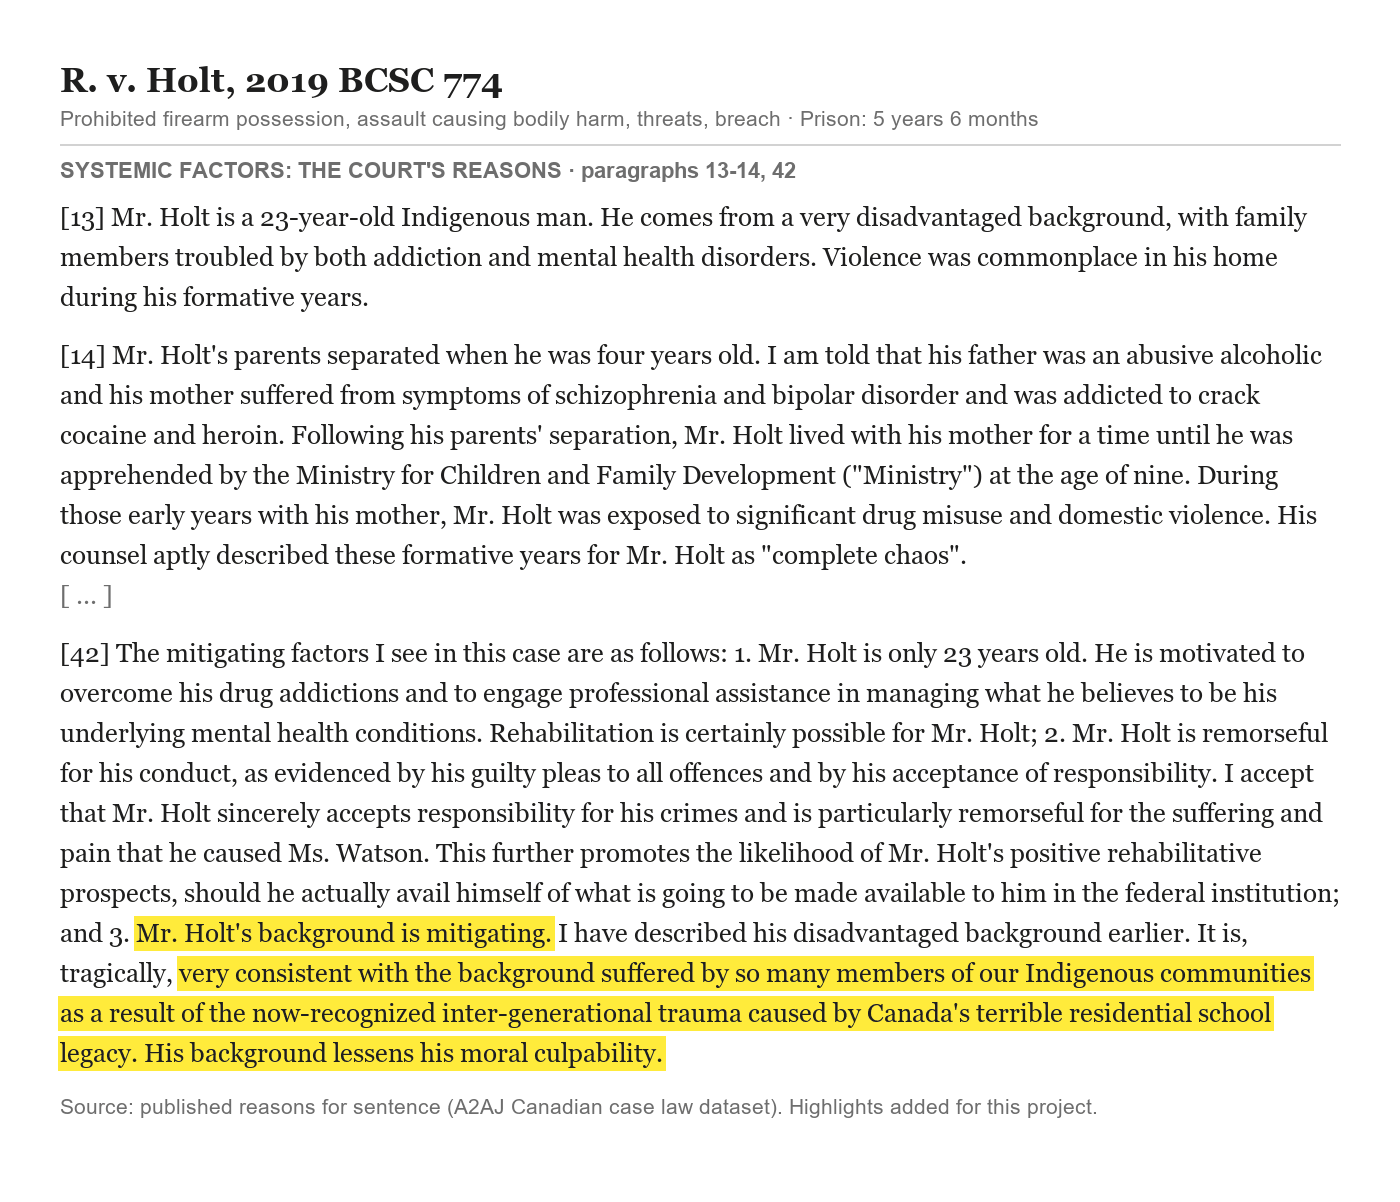 R. v. Holt, 2019 BCSC 774
Prohibited firearm possession, assault causing bodily harm, threats, breach · Prison: 5 years 6 months
SYSTEMIC FACTORS: THE COURT'S REASONS · paragraphs 13-14, 42
[13] Mr. Holt is a 23-year-old Indigenous man. He comes from a very disadvantaged background, with family
members troubled by both addiction and mental health disorders. Violence was commonplace in his home
during his formative years.
[14] Mr. Holt's parents separated when he was four years old. I am told that his father was an abusive alcoholic
and his mother suffered from symptoms of schizophrenia and bipolar disorder and was addicted to crack
cocaine and heroin. Following his parents' separation, Mr. Holt lived with his mother for a time until he was
apprehended by the Ministry for Children and Family Development ("Ministry") at the age of nine. During
those early years with his mother, Mr. Holt was exposed to significant drug misuse and domestic violence. His
counsel aptly described these formative years for Mr. Holt as "complete chaos".
[ ... ]
[42] The mitigating factors I see in this case are as follows: 1. Mr. Holt is only 23 years old. He is motivated to
overcome his drug addictions and to engage professional assistance in managing what he believes to be his
underlying mental health conditions. Rehabilitation is certainly possible for Mr. Holt; 2. Mr. Holt is remorseful
for his conduct, as evidenced by his guilty pleas to all offences and by his acceptance of responsibility. I accept
that Mr. Holt sincerely accepts responsibility for his crimes and is particularly remorseful for the suffering and
pain that he caused Ms. Watson. This further promotes the likelihood of Mr. Holt's positive rehabilitative
prospects, should he actually avail himself of what is going to be made available to him in the federal institution;
and 3. Mr. Holt's background is mitigating. I have described his disadvantaged background earlier. It is,
tragically, very consistent with the background suffered by so many members of our Indigenous communities
as a result of the now-recognized inter-generational trauma caused by Canada's terrible residential school
legacy. His background lessens his moral culpability.
Source: published reasons for sentence (A2AJ Canadian case law dataset). Highlights added for this project.